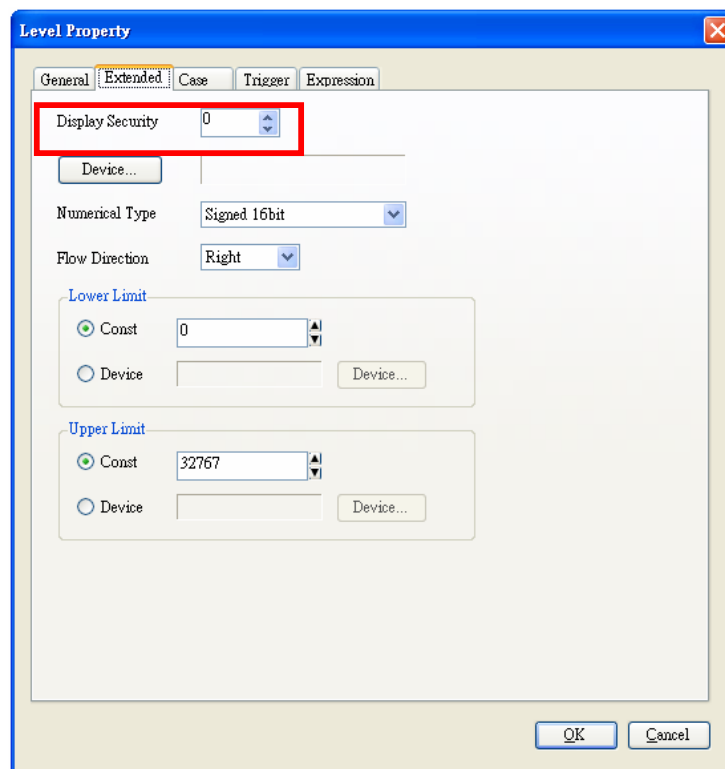 Level Property
General Extended Case Trigger Expression
Display Security 0
Device...
Numerical Type Signed 16bit
Flow Direction Right
Lower Limit
Const 0
Device Device...
Upper Limit
Const 32767
Device Device...
OK Cancel